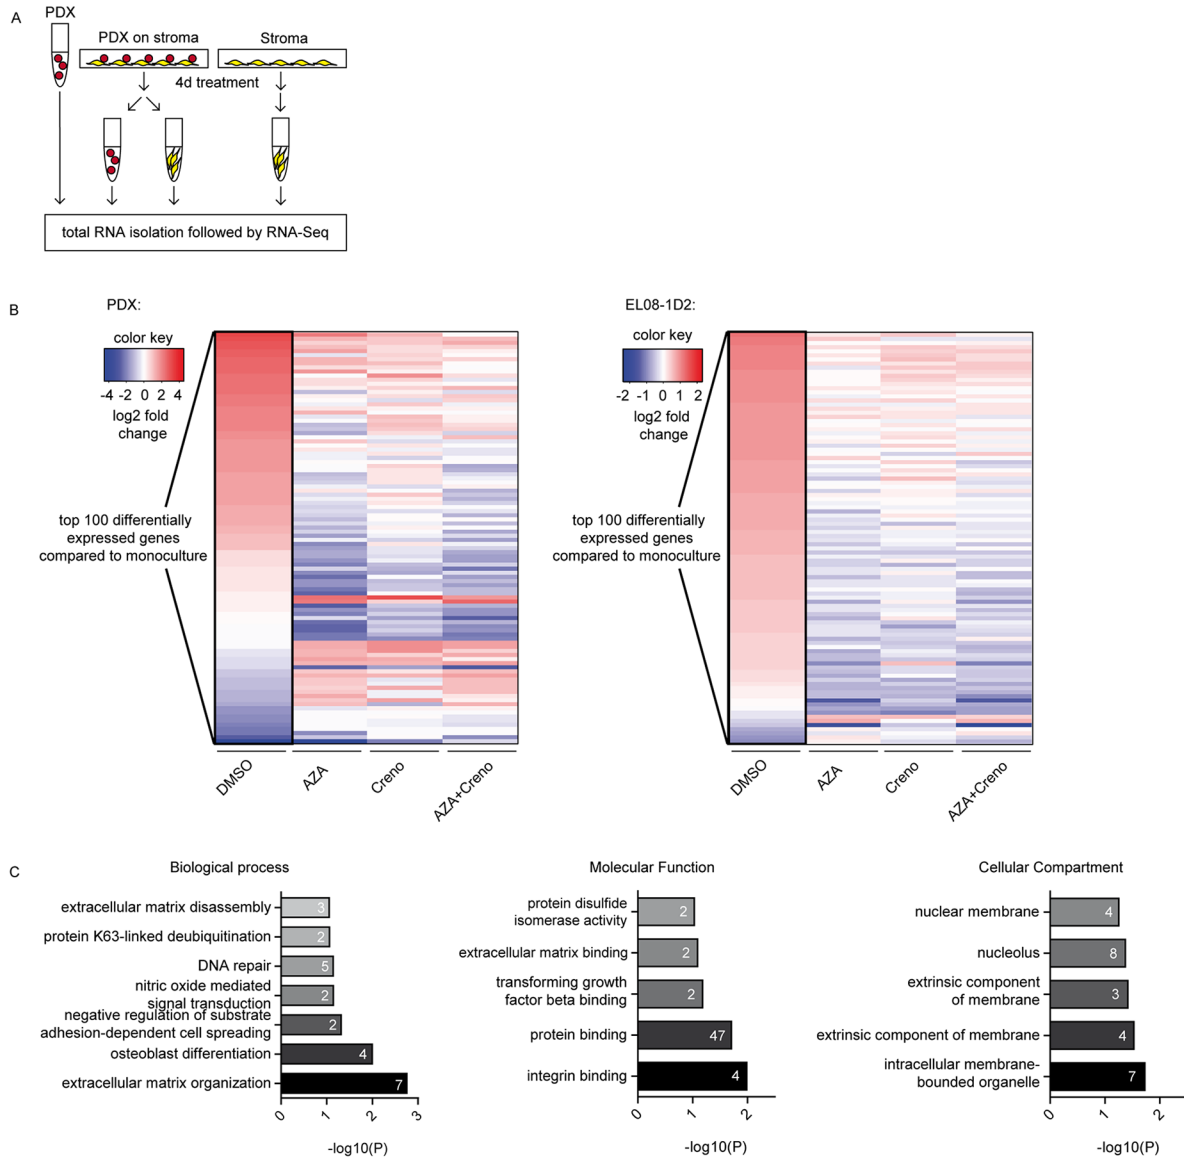 A
PDX
PDX on stroma
Stroma
4d treatment
total RNA isolation followed by RNA-Seq
B
PDX:
color key
-4 -2 0 2 4
log2 fold
change
top 100 differentially
expressed genes
compared to monoculture
DMSO
AZA
Creno
AZA+Creno
EL08-1D2:
color key
-2 -1 0 1 2
log2 fold
change
top 100 differentially
expressed genes
compared to monoculture
DMSO
AZA
Creno
AZA+Creno
C
Biological process
extracellular matrix disassembly
3
protein K63-linked deubiquitination
2
DNA repair
5
nitric oxide mediated
signal transduction
2
negative regulation of substrate
adhesion-dependent cell spreading
2
osteoblast differentiation
4
extracellular matrix organization
7
0 1 2 3
-log10(P)
Molecular Function
protein disulfide
isomerase activity
2
extracellular matrix binding
2
transforming growth
factor beta binding
2
protein binding
47
integrin binding
4
0 1 2
-log10(P)
Cellular Compartment
nuclear membrane
4
nucleolus
8
extrinsic component
of membrane
3
extrinsic component of membrane
4
intracellular membrane-
bounded organelle
7
0 1 2
-log10(P)